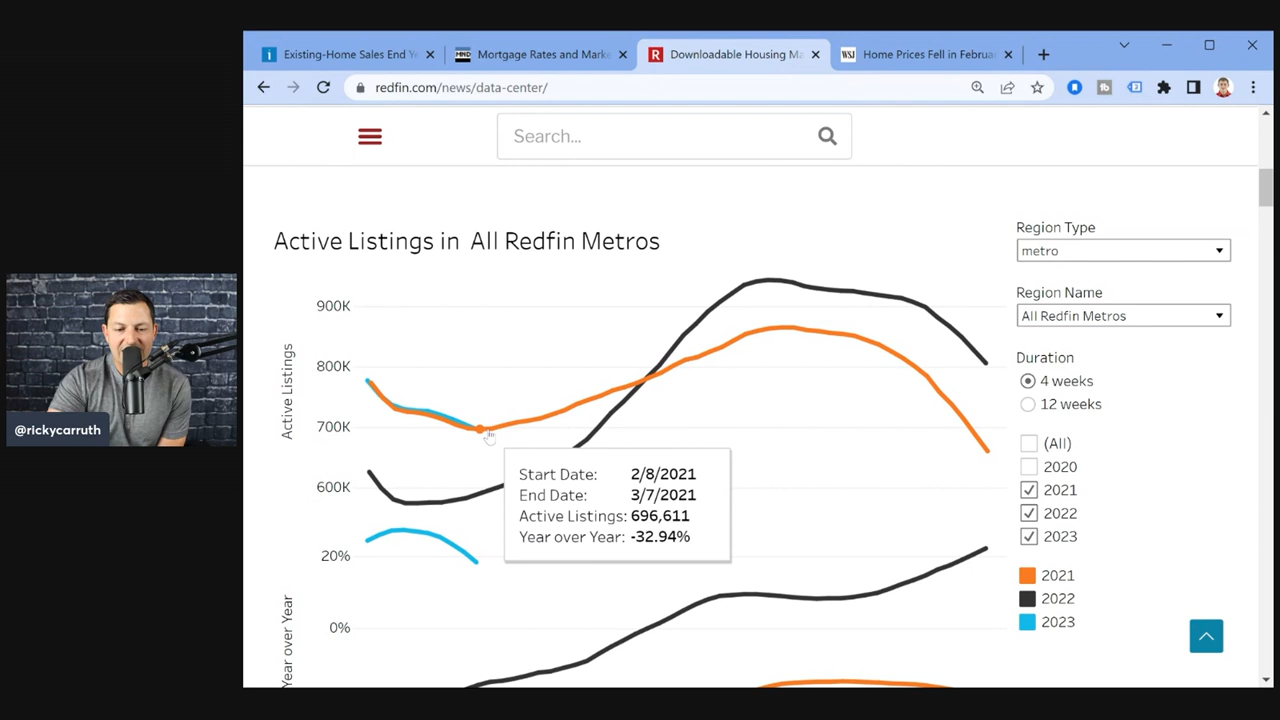 Existing-Home Sales End Y
MND Mortgage Rates and Marke
R Downloadable Housing Ma
WSJ Home Prices Fell in Februa
redfin.com/news/data-center/
Search...
Active Listings in All Redfin Metros
Region Type
metro
Region Name
All Redfin Metros
Duration
4 weeks
12 weeks
(All)
2020
2021
2022
2023
2021
2022
2023
Active Listings
900K
800K
700K
600K
Start Date: 2/8/2021
End Date: 3/7/2021
Active Listings: 696,611
Year over Year: -32.94%
Year over Year
20%
0%
@rickycarruth